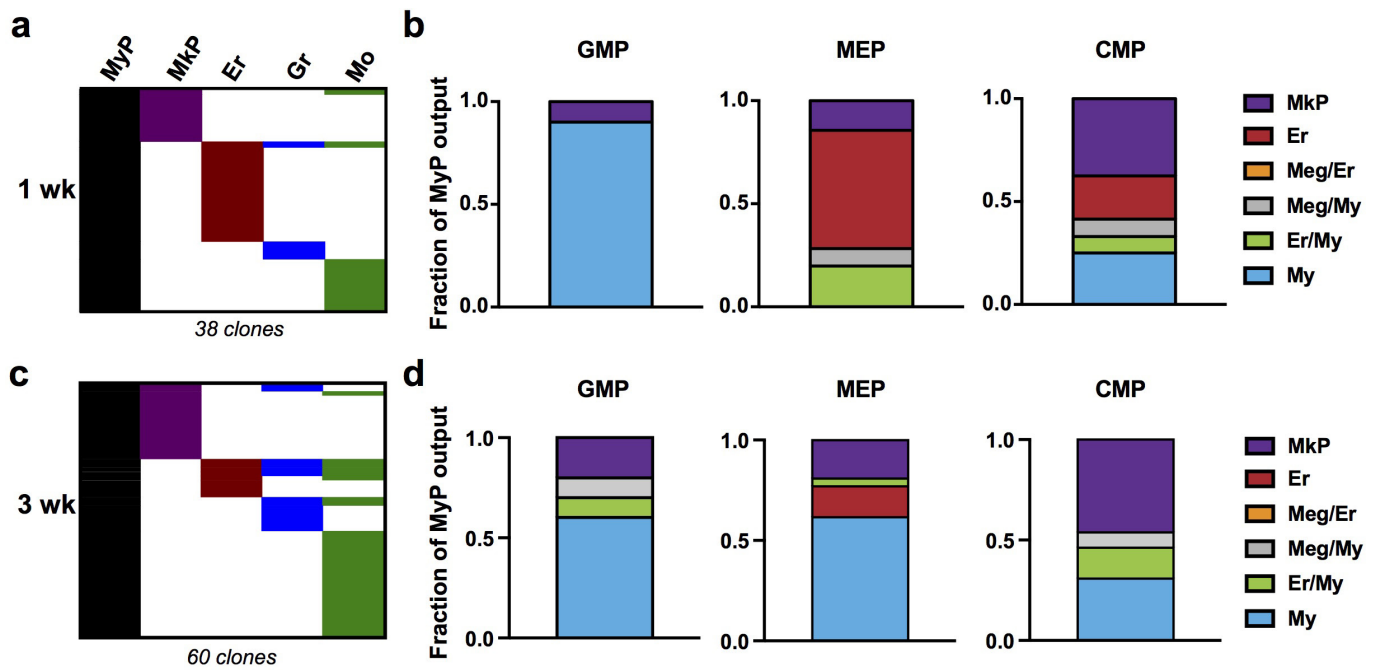 a
MyP MkP Er Gr Mo
1 wk
38 clones
b
GMP MEP CMP
Fraction of MyP output
1.0 1.0 1.0
0.5 0.5 0.5
0.0 0.0 0.0
MkP
Er
Meg/Er
Meg/My
Er/My
My
c
3 wk
60 clones
d
GMP MEP CMP
Fraction of MyP output
1.0 1.0 1.0
0.5 0.5 0.5
0.0 0.0 0.0
MkP
Er
Meg/Er
Meg/My
Er/My
My